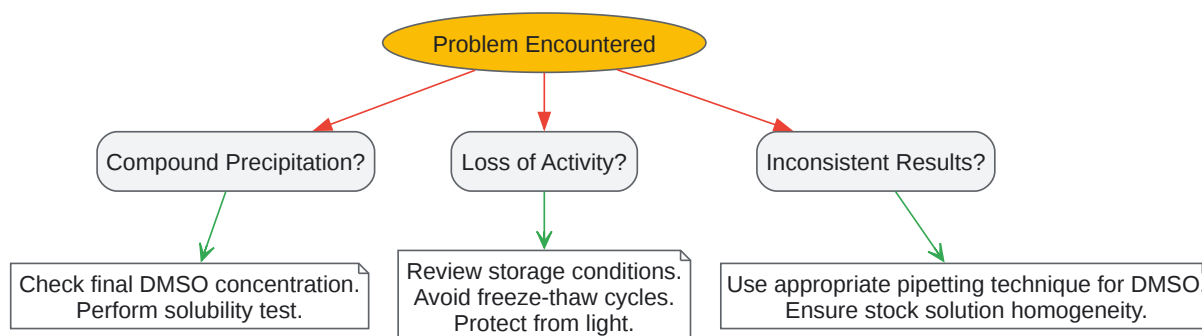 Problem Encountered
Compound Precipitation?
Loss of Activity?
Inconsistent Results?
Check final DMSO concentration.
Perform solubility test.
Review storage conditions.
Avoid freeze-thaw cycles.
Protect from light.
Use appropriate pipetting technique for DMSO.
Ensure stock solution homogeneity.